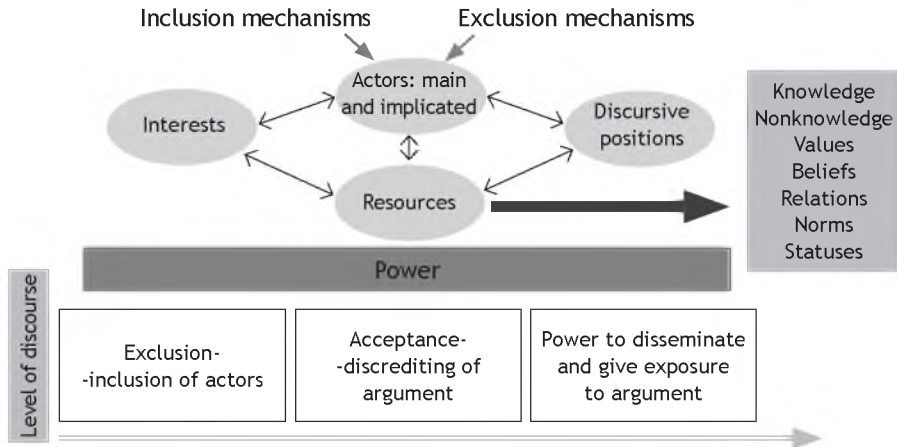 Inclusion mechanisms
Exclusion mechanisms
Actors: main
and implicated
Interests
Discursive
positions
Resources
Knowledge
Nonknowledge
Values
Beliefs
Relations
Norms
Statuses
Power
Level of discourse
Exclusion-
-inclusion of actors
Acceptance-
-discrediting of
argument
Power to disseminate
and give exposure
to argument